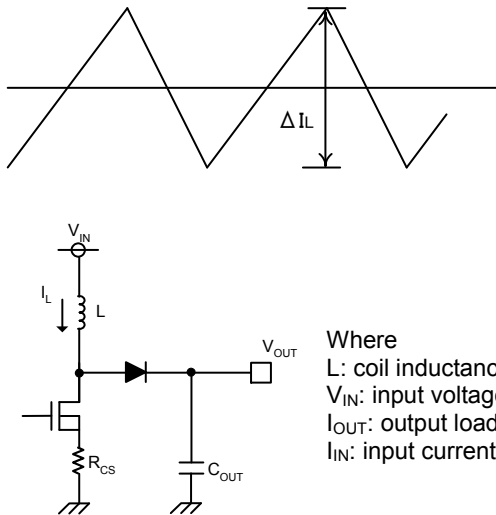 ΔIL
VIN
IL
L
VOUT
RCS
COUT
Where
L: coil inductanc
VIN: input voltage
IOUT: output load
IIN: input current